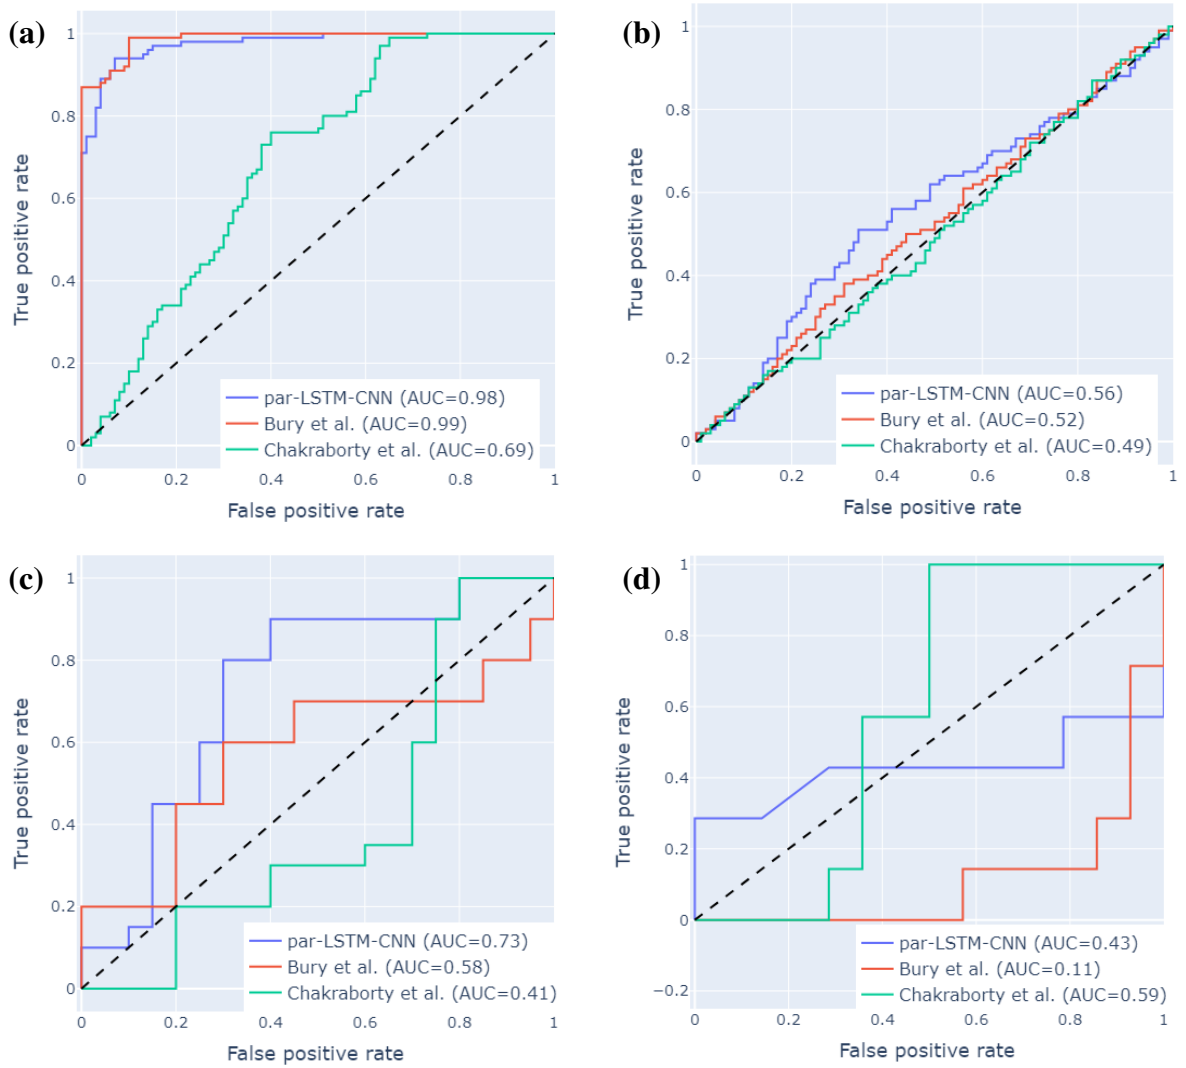 (a)
1
0.8
0.6
0.4
0.2
0
True positive rate
par-LSTM-CNN (AUC=0.98)
Bury et al. (AUC=0.99)
Chakraborty et al. (AUC=0.69)
0
0.2
0.4
0.6
0.8
1
False positive rate
(b)
1
0.8
0.6
0.4
0.2
0
True positive rate
par-LSTM-CNN (AUC=0.56)
Bury et al. (AUC=0.52)
Chakraborty et al. (AUC=0.49)
0
0.2
0.4
0.6
0.8
1
False positive rate
(c)
1
0.8
0.6
0.4
0.2
0
True positive rate
par-LSTM-CNN (AUC=0.73)
Bury et al. (AUC=0.58)
Chakraborty et al. (AUC=0.41)
0
0.2
0.4
0.6
0.8
1
False positive rate
(d)
1
0.8
0.6
0.4
0.2
0
−0.2
True positive rate
par-LSTM-CNN (AUC=0.43)
Bury et al. (AUC=0.11)
Chakraborty et al. (AUC=0.59)
0
0.2
0.4
0.6
0.8
1
False positive rate